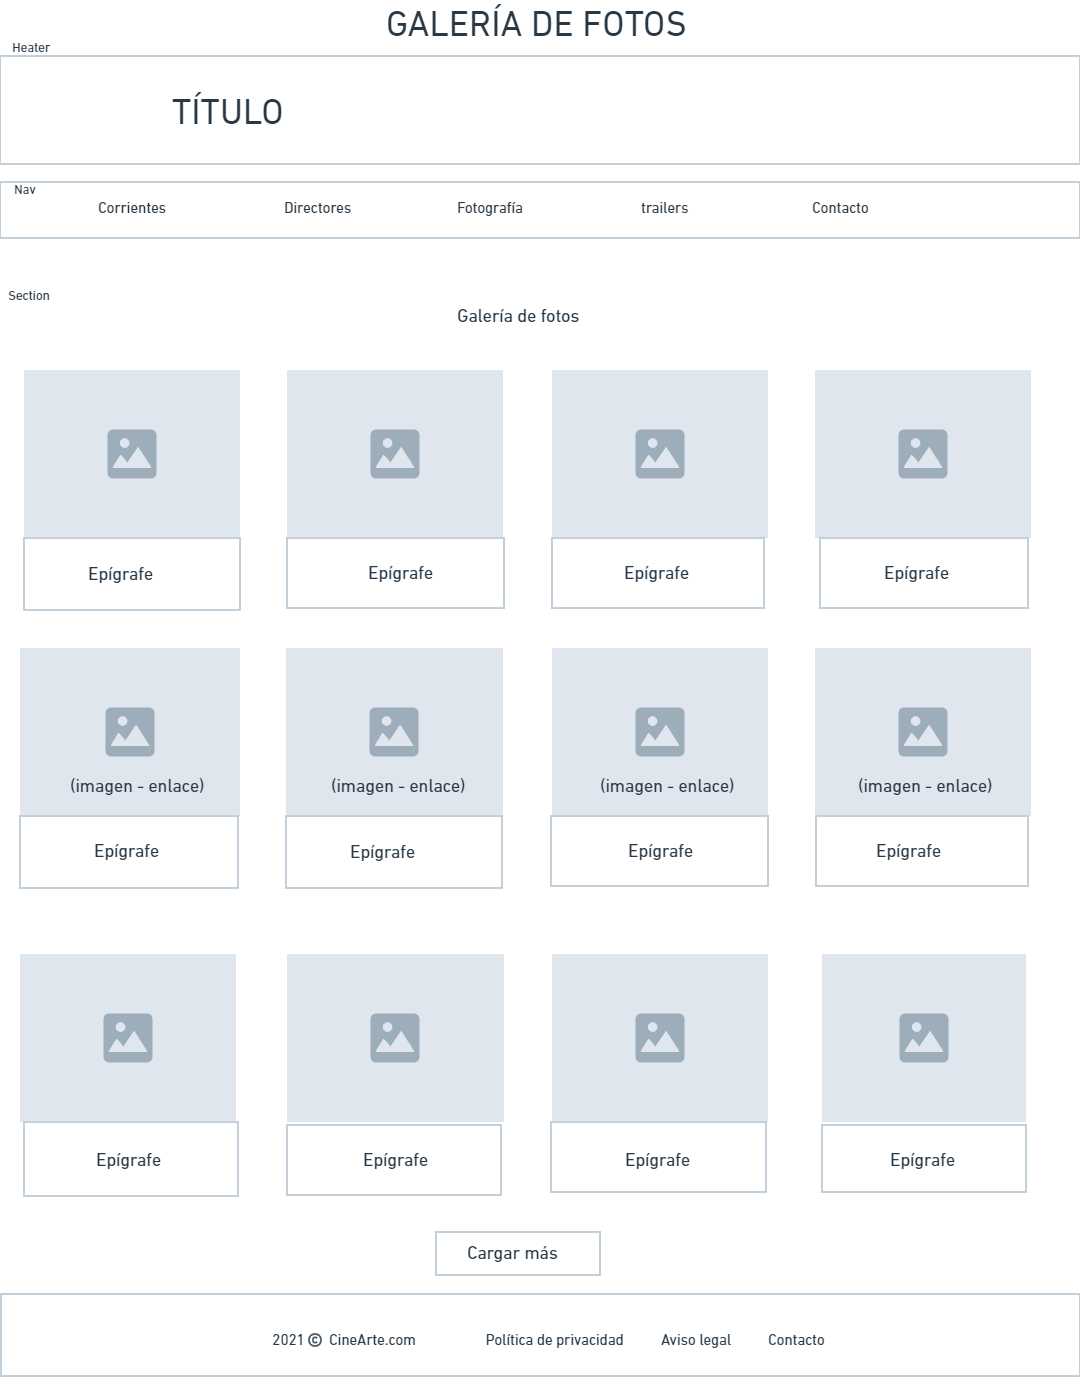 GALERÍA DE FOTOS
Heater
TÍTULO
Nav
Corrientes Directores Fotografía trailers Contacto
Section
Galería de fotos
Epígrafe Epígrafe Epígrafe Epígrafe
(imagen - enlace) (imagen - enlace) (imagen - enlace) (imagen - enlace)
Epígrafe Epígrafe Epígrafe Epígrafe
Epígrafe Epígrafe Epígrafe Epígrafe
Cargar más
2021 © CineArte.com Política de privacidad Aviso legal Contacto